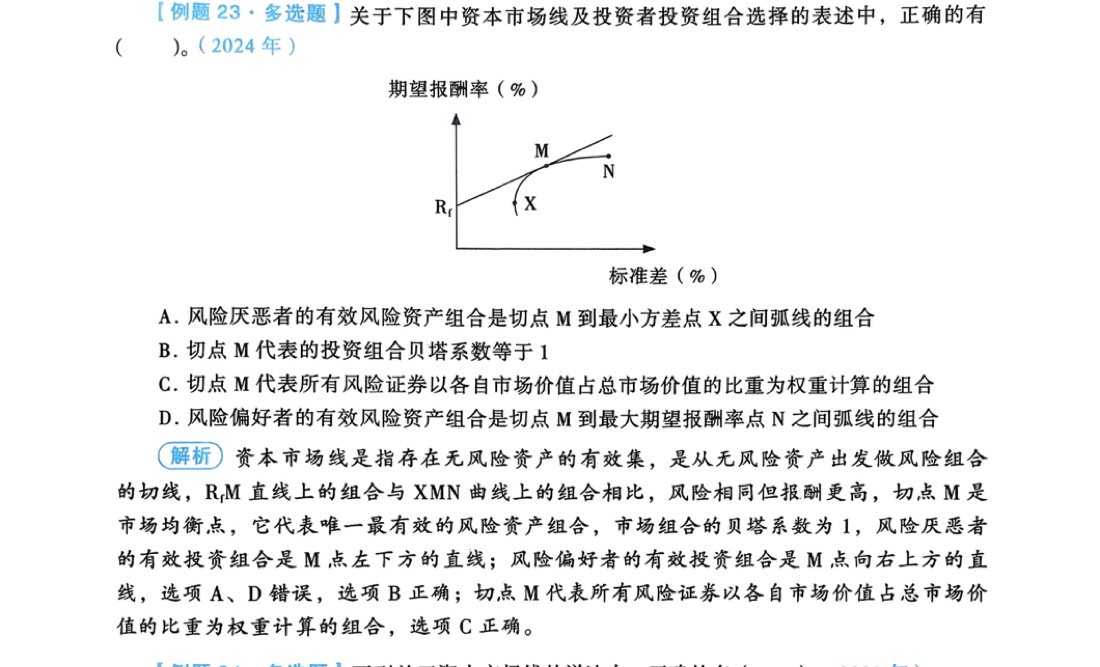 【例题 23·多选题】关于下图中资本市场线及投资者投资组合选择的表述中，正确的有
(　　)。（2024 年）
期望报酬率（%）
M
N
R_f
X
标准差（%）
A. 风险厌恶者的有效风险资产组合是切点 M 到最小方差点 X 之间弧线的组合
B. 切点 M 代表的投资组合贝塔系数等于 1
C. 切点 M 代表所有风险证券以各自市场价值占总市场价值的比重为权重计算的组合
D. 风险偏好者的有效风险资产组合是切点 M 到最大期望报酬率点 N 之间弧线的组合
解析 资本市场线是指存在无风险资产的有效集，是从无风险资产出发做风险组合
的切线，R_fM 直线上的组合与 XMN 曲线上的组合相比，风险相同但报酬更高，切点 M 是
市场均衡点，它代表唯一最有效的风险资产组合，市场组合的贝塔系数为 1，风险厌恶者
的有效投资组合是 M 点左下方的直线；风险偏好者的有效投资组合是 M 点向右上方的直
线，选项 A、D 错误，选项 B 正确；切点 M 代表所有风险证券以各自市场价值占总市场价
值的比重为权重计算的组合，选项 C 正确。